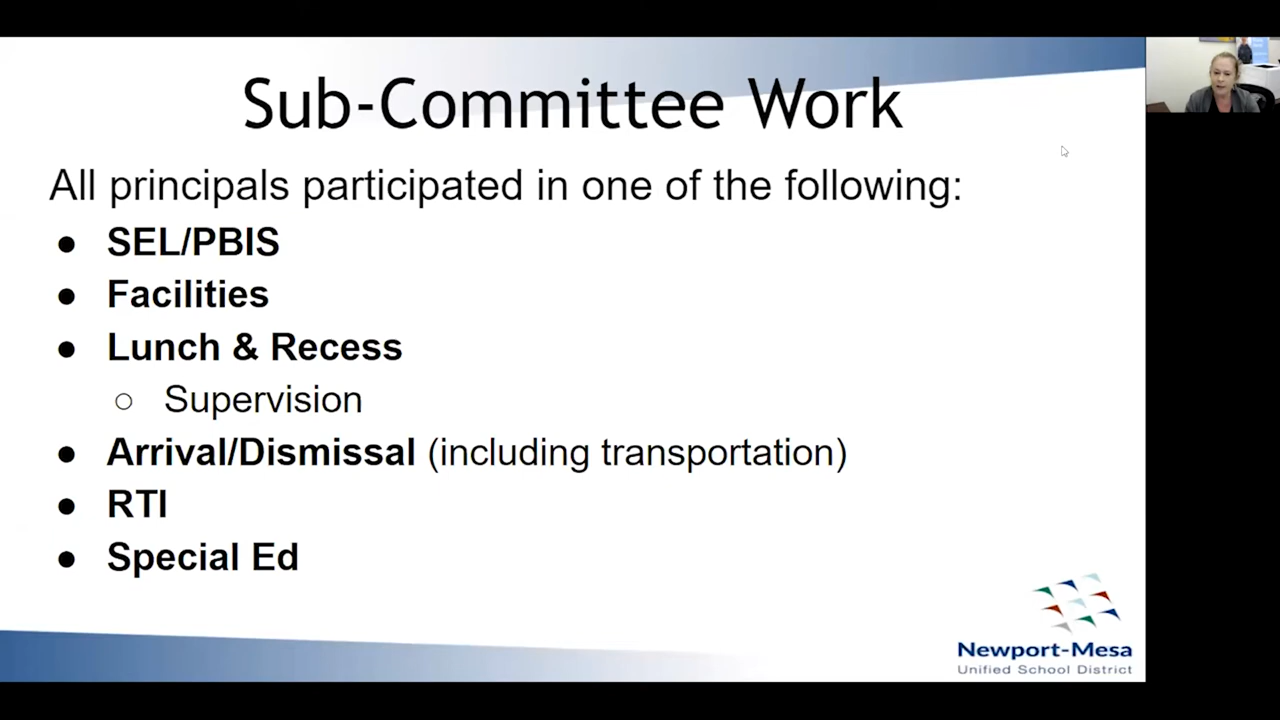 Sub-Committee Work
All principals participated in one of the following:
● SEL/PBIS
● Facilities
● Lunch & Recess
○ Supervision
● Arrival/Dismissal (including transportation)
● RTI
● Special Ed
Newport-Mesa
Unified School District